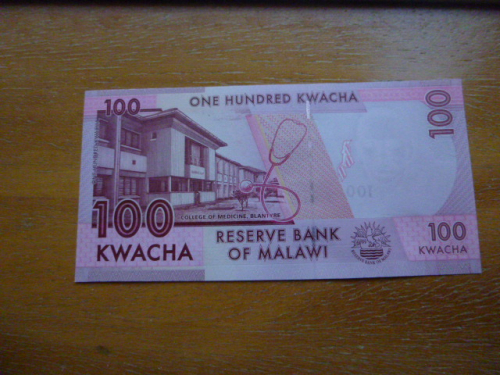 100
ONE HUNDRED KWACHA
100
COLLEGE OF MEDICINE, BLANTYRE
100
KWACHA
RESERVE BANK
OF MALAWI
100
KWACHA